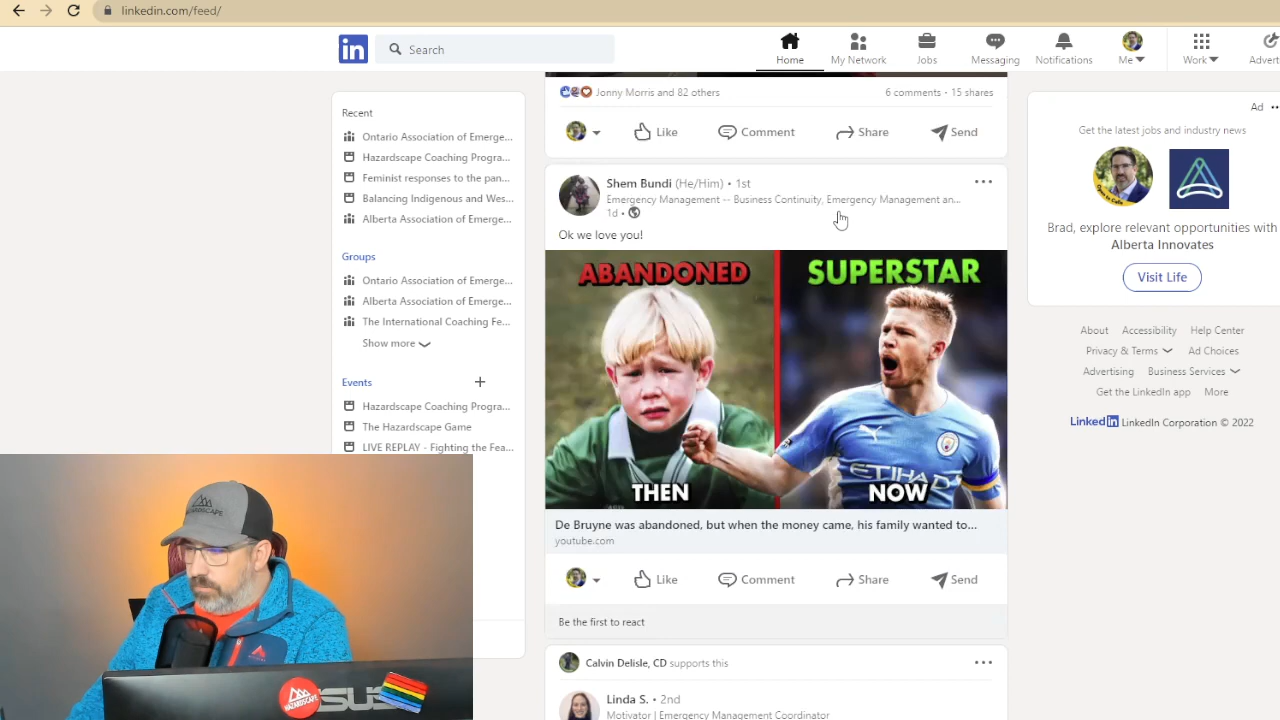 linkedin.com/feed/
in
Search
Home
My Network
Jobs
Messaging
Notifications
Me
Work
Advert
Recent
Ontario Association of Emerge...
Hazardscape Coaching Progra...
Feminist responses to the pan...
Balancing Indigenous and Wes...
Alberta Association of Emerge...
Groups
Ontario Association of Emerge...
Alberta Association of Emerge...
The International Coaching Fe...
Show more
Events
Hazardscape Coaching Progra...
The Hazardscape Game
LIVE REPLAY - Fighting the Fea...
Jonny Morris and 82 others
6 comments • 15 shares
Like Comment Share Send
Shem Bundi (He/Him) • 1st
Emergency Management -- Business Continuity, Emergency Management an...
1d •
Ok we love you!
ABANDONED
SUPERSTAR
ETIHAD
THEN
NOW
De Bruyne was abandoned, but when the money came, his family wanted to...
youtube.com
Like Comment Share Send
Be the first to react
Calvin Delisle, CD supports this
Linda S. • 2nd
Motivator | Emergency Management Coordinator
Ad
Get the latest jobs and industry news
Brad, explore relevant opportunities with
Alberta Innovates
Visit Life
About Accessibility Help Center
Privacy & Terms Ad Choices
Advertising Business Services
Get the LinkedIn app More
Linked in LinkedIn Corporation © 2022
HAZARDSCAPE
HAZARDSCAPE